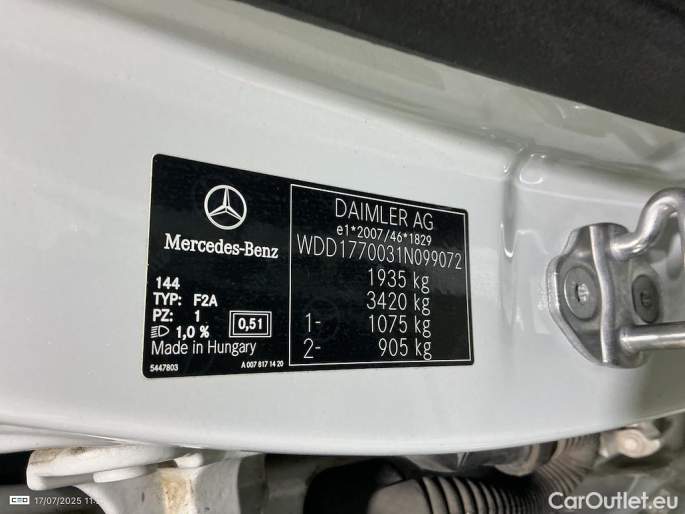 Mercedes-Benz
144
TYP: F2A
PZ: 1
1,0 %
0,51
Made in Hungary
5447803
A 007 817 14 20
DAIMLER AG
e1*2007/46*1829
WDD1770031N099072
1935 kg
3420 kg
1- 1075 kg
2- 905 kg
17/07/2025
CarOutlet.eu